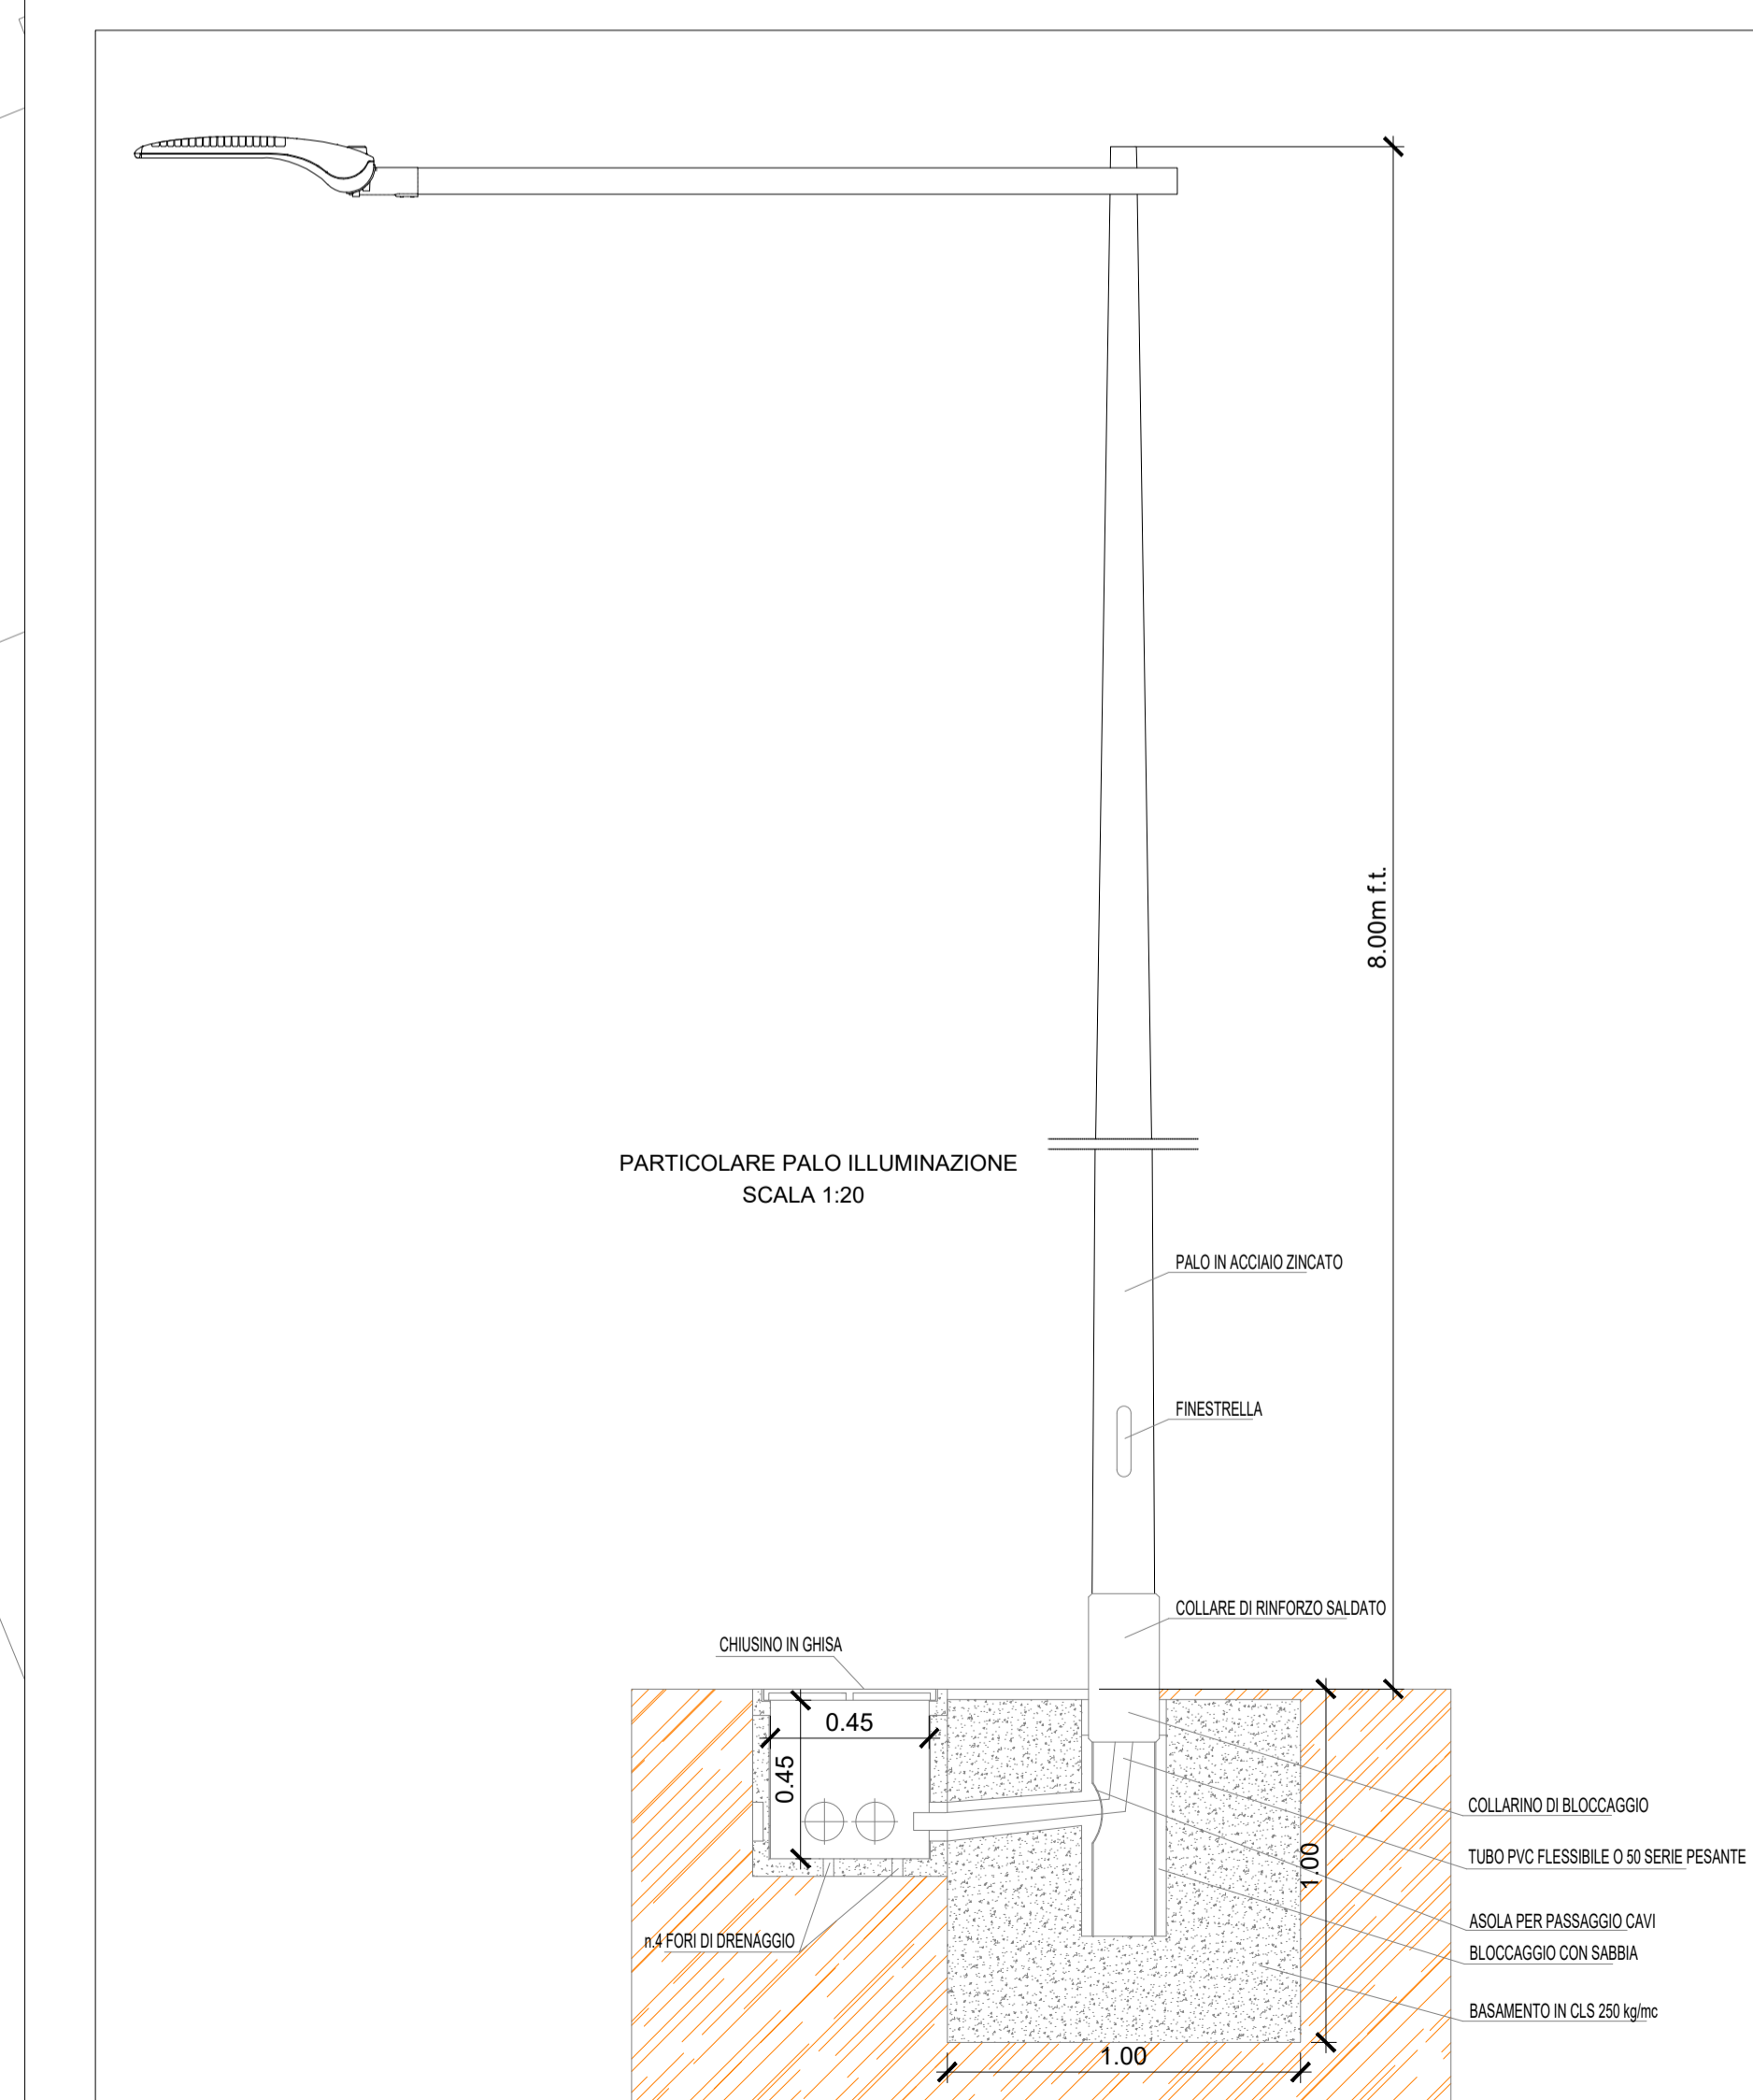 8.00m f.t.
PARTICOLARE PALO ILLUMINAZIONE
SCALA 1:20
PALO IN ACCIAIO ZINCATO
FINESTRELLA
COLLARE DI RINFORZO SALDATO
CHIUSINO IN GHISA
0.45
0.45
COLLARINO DI BLOCCAGGIO
1.00
TUBO PVC FLESSIBILE O 50 SERIE PESANTE
ASOLA PER PASSAGGIO CAVI
n.4 FORI DI DRENAGGIO
BLOCCAGGIO CON SABBIA
BASAMENTO IN CLS 250 kg/mc
1.00